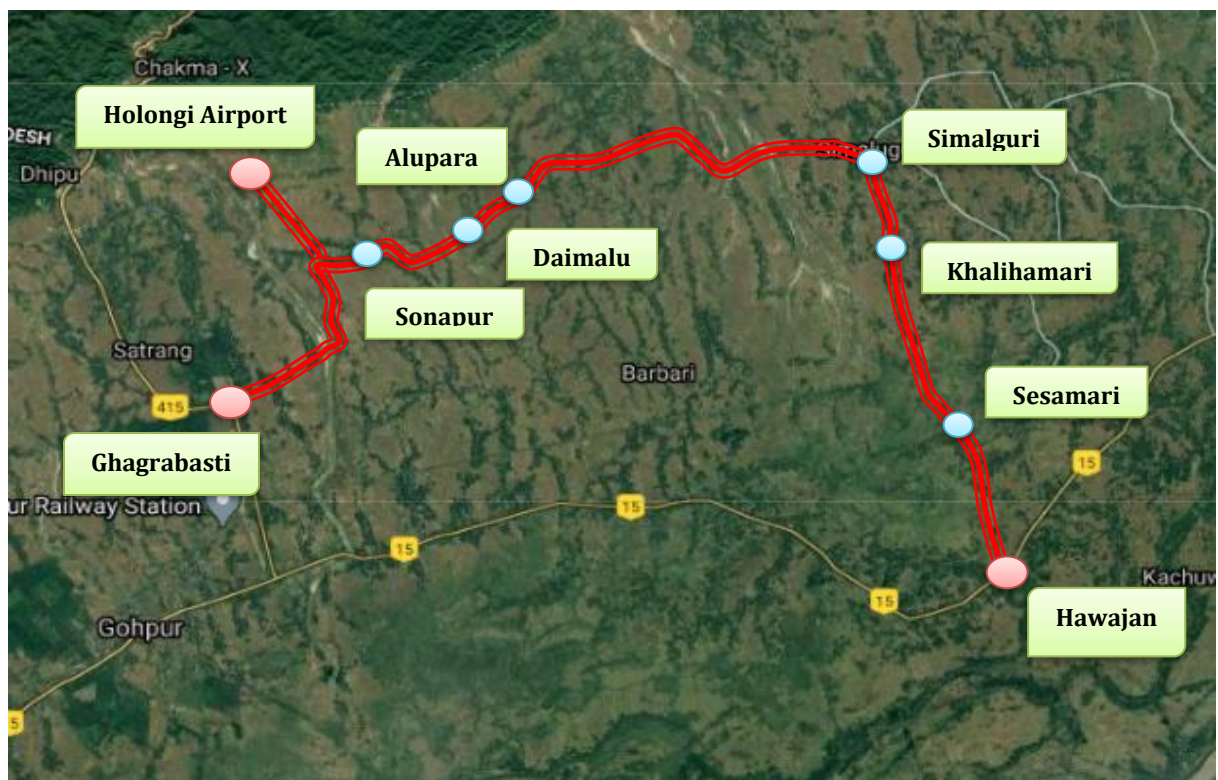 Chakma - X
Holongi Airport
DESH
Alupara
Simalguri
Dhipu
Daimalu
Khalihamari
Sonapur
Satrang
Barbari
Sesamari
415
Ghagrabasti
15
ur Railway Station
15
15
Kachuw
15
Hawajan
Gohpur
5